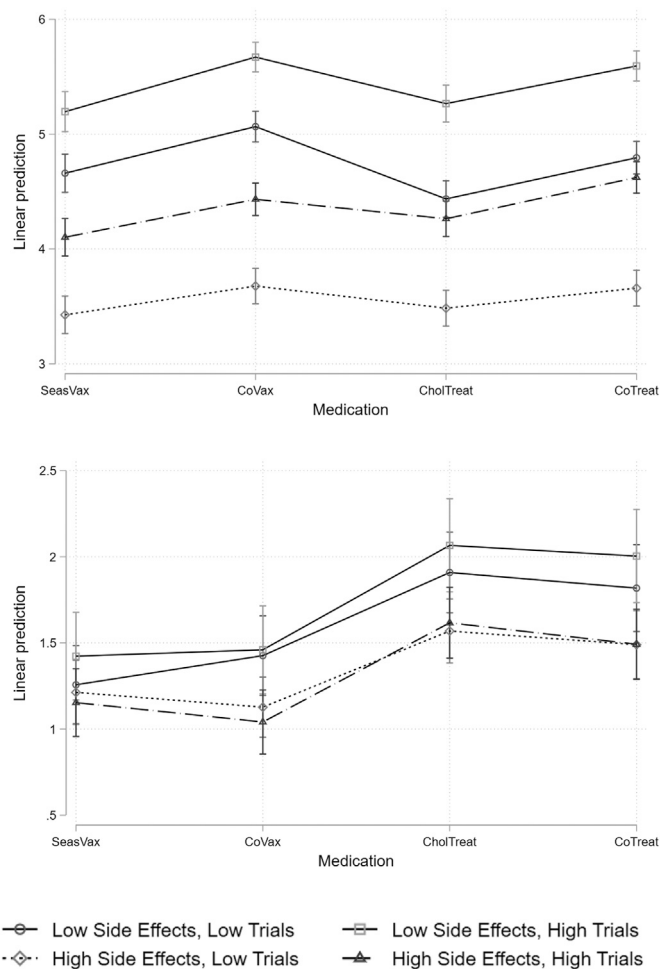 6
5
4
3
Linear prediction
SeasVax CoVax CholTreat CoTreat
Medication
2.5
2
1.5
1
.5
Linear prediction
SeasVax CoVax CholTreat CoTreat
Medication
Low Side Effects, Low Trials Low Side Effects, High Trials
High Side Effects, Low Trials High Side Effects, High Trials